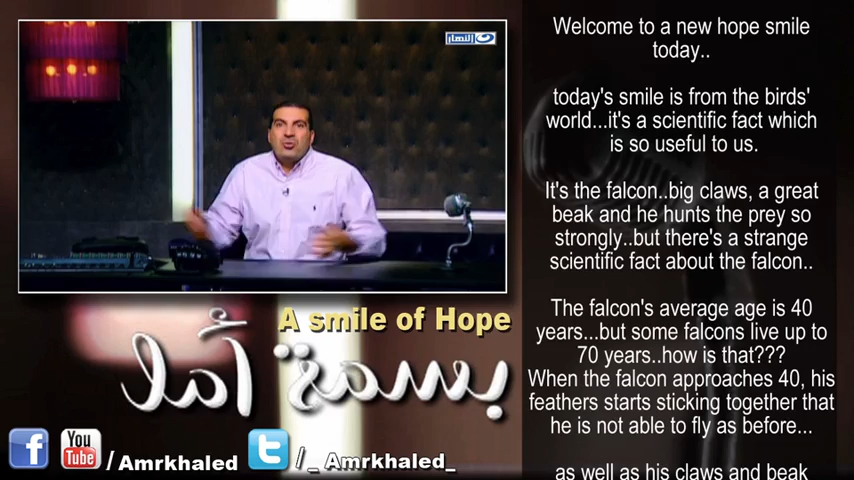 النهار
A smile of Hope
بسمة أمل
You
Tube
/Amrkhaled
/_Amrkhaled_
Welcome to a new hope smile
today..
today's smile is from the birds'
world...it's a scientific fact which
is so useful to us.
It's the falcon..big claws, a great
beak and he hunts the prey so
strongly..but there's a strange
scientific fact about the falcon..
The falcon's average age is 40
years...but some falcons live up to
70 years..how is that???
When the falcon approaches 40, his
feathers starts sticking together that
he is not able to fly as before...
as well as his claws and beak